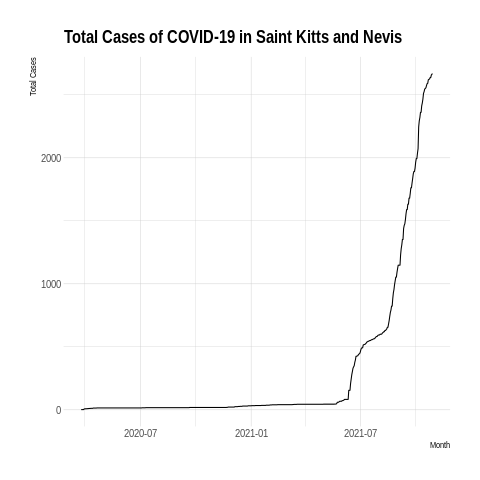 Total Cases of COVID-19 in Saint Kitts and Nevis
Total Cases
2000
1000
0
2020-07 2021-01 2021-07
Month